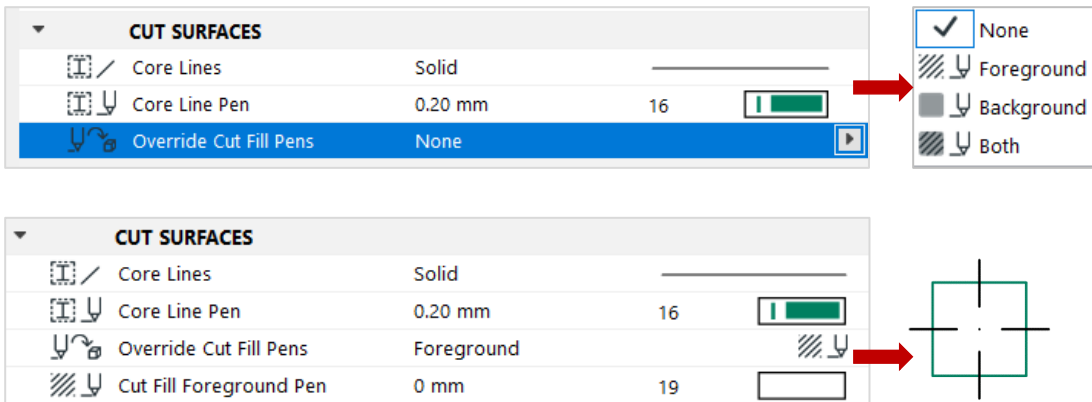 CUT SURFACES
Core Lines Solid
Core Line Pen 0.20 mm 16
Override Cut Fill Pens None
None
Foreground
Background
Both
CUT SURFACES
Core Lines Solid
Core Line Pen 0.20 mm 16
Override Cut Fill Pens Foreground
Cut Fill Foreground Pen 0 mm 19